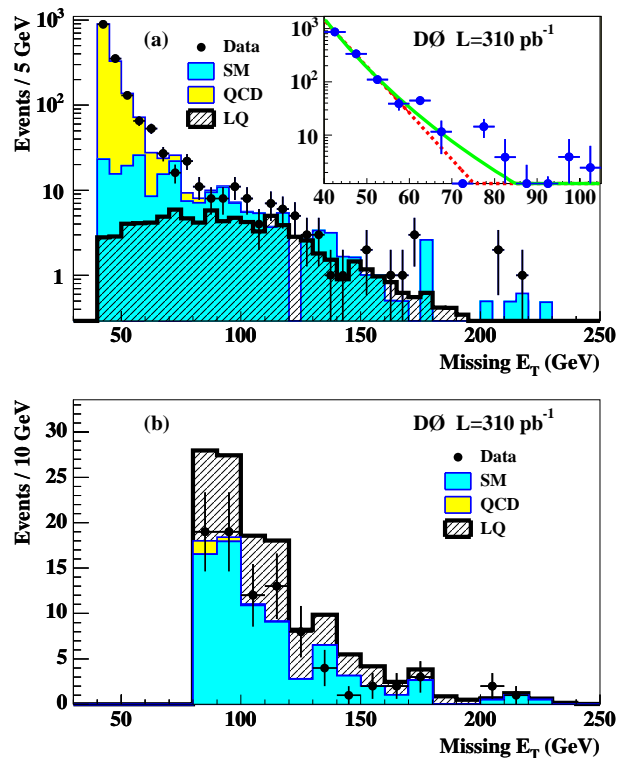 Events / 5 GeV
10³
10²
10
1
(a)
Data
SM
QCD
LQ
DØ L=310 pb⁻¹
10³
10²
10
1
40 50 60 70 80 90 100
50 100 150 200 250
Missing E_T (GeV)
Events / 10 GeV
(b) DØ L=310 pb⁻¹
30
25
20
15
10
5
0
Data
SM
QCD
LQ
50 100 150 200 250
Missing E_T (GeV)